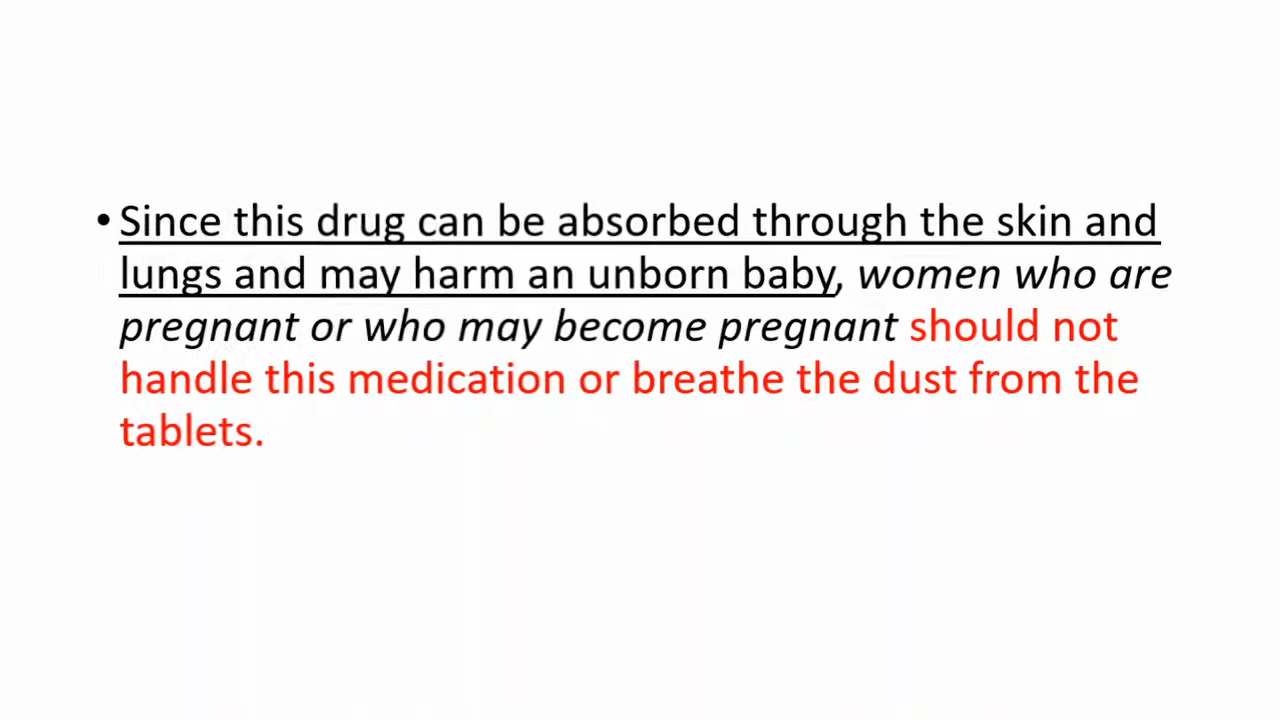 • Since this drug can be absorbed through the skin and
lungs and may harm an unborn baby, women who are
pregnant or who may become pregnant should not
handle this medication or breathe the dust from the
tablets.